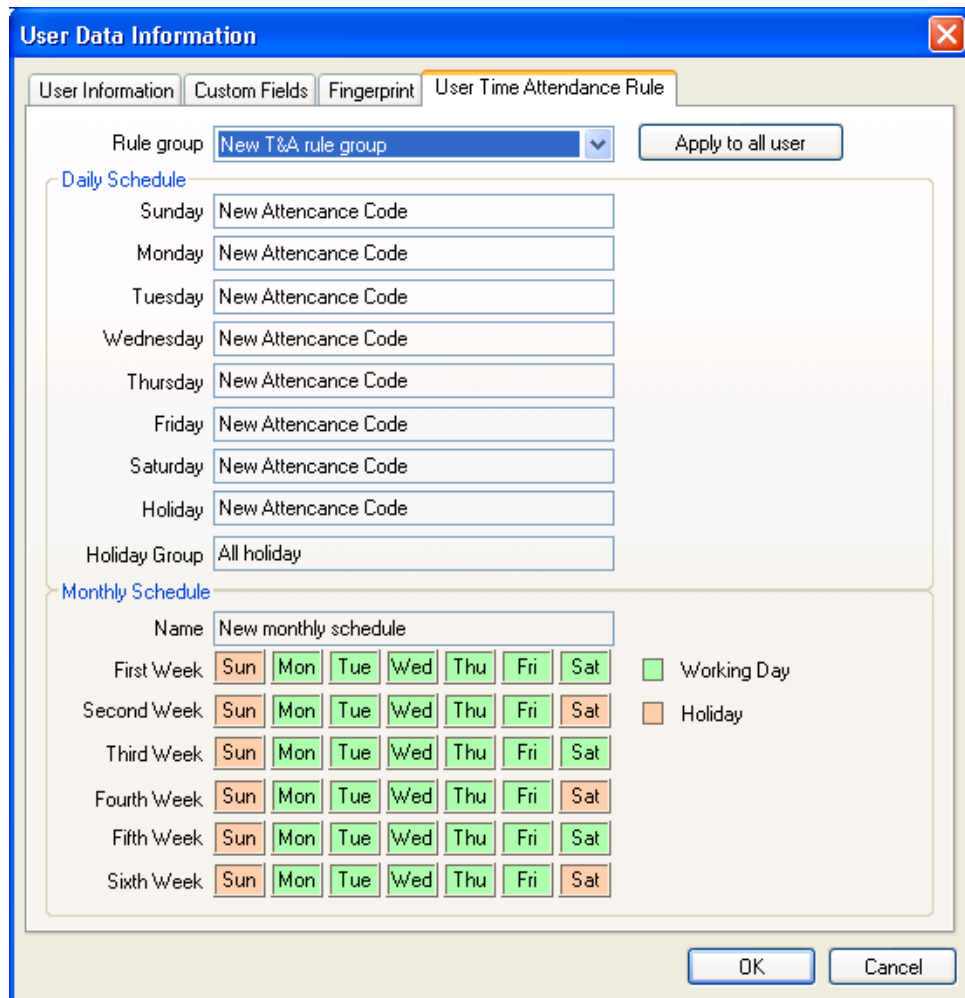 User Data Information
User Information Custom Fields Fingerprint User Time Attendance Rule
Rule group New T&A rule group Apply to all user
Daily Schedule
Sunday New Attencance Code
Monday New Attencance Code
Tuesday New Attencance Code
Wednesday New Attencance Code
Thursday New Attencance Code
Friday New Attencance Code
Saturday New Attencance Code
Holiday New Attencance Code
Holiday Group All holiday
Monthly Schedule
Name New monthly schedule
First Week Sun Mon Tue Wed Thu Fri Sat Working Day
Second Week Sun Mon Tue Wed Thu Fri Sat Holiday
Third Week Sun Mon Tue Wed Thu Fri Sat
Fourth Week Sun Mon Tue Wed Thu Fri Sat
Fifth Week Sun Mon Tue Wed Thu Fri Sat
Sixth Week Sun Mon Tue Wed Thu Fri Sat
OK Cancel